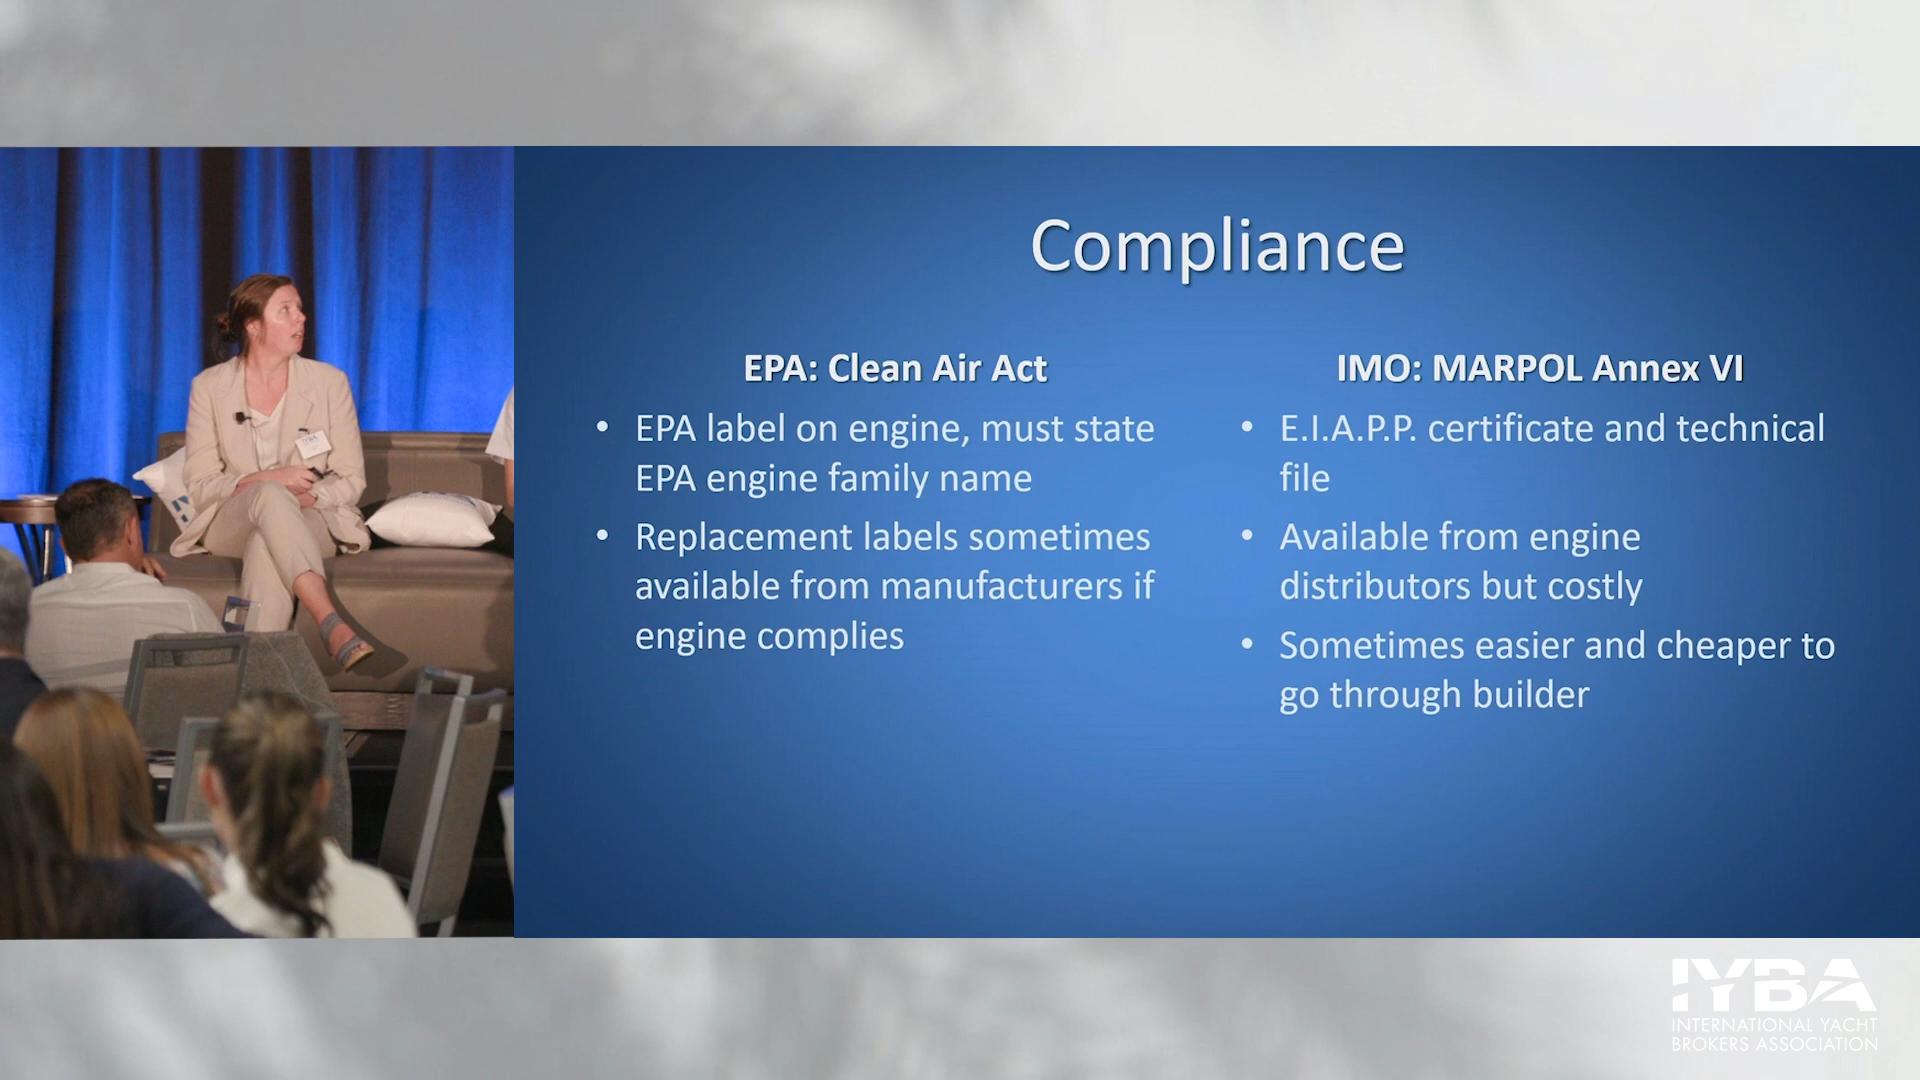 Compliance
EPA: Clean Air Act
• EPA label on engine, must state
EPA engine family name
• Replacement labels sometimes
available from manufacturers if
engine complies
IMO: MARPOL Annex VI
• E.I.A.P.P. certificate and technical
file
• Available from engine
distributors but costly
• Sometimes easier and cheaper to
go through builder
IYBA
INTERNATIONAL YACHT
BROKERS ASSOCIATION